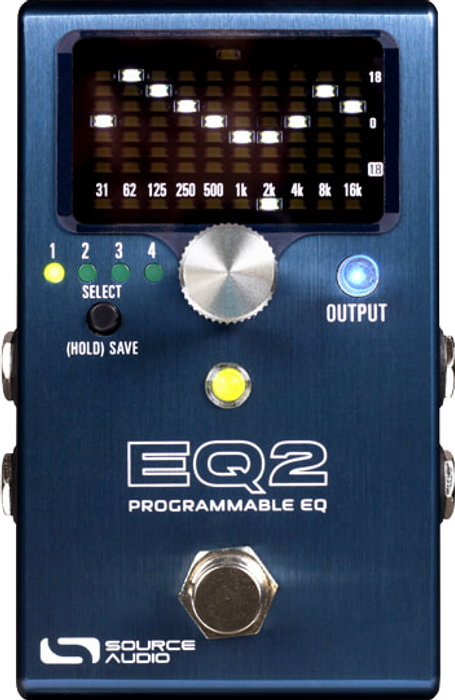 18
0
18
31 62 125 250 500 1k 2k 4k 8k 16k
1 2 3 4
SELECT
(HOLD) SAVE
OUTPUT
EQ2
PROGRAMMABLE EQ
SOURCE
AUDIO